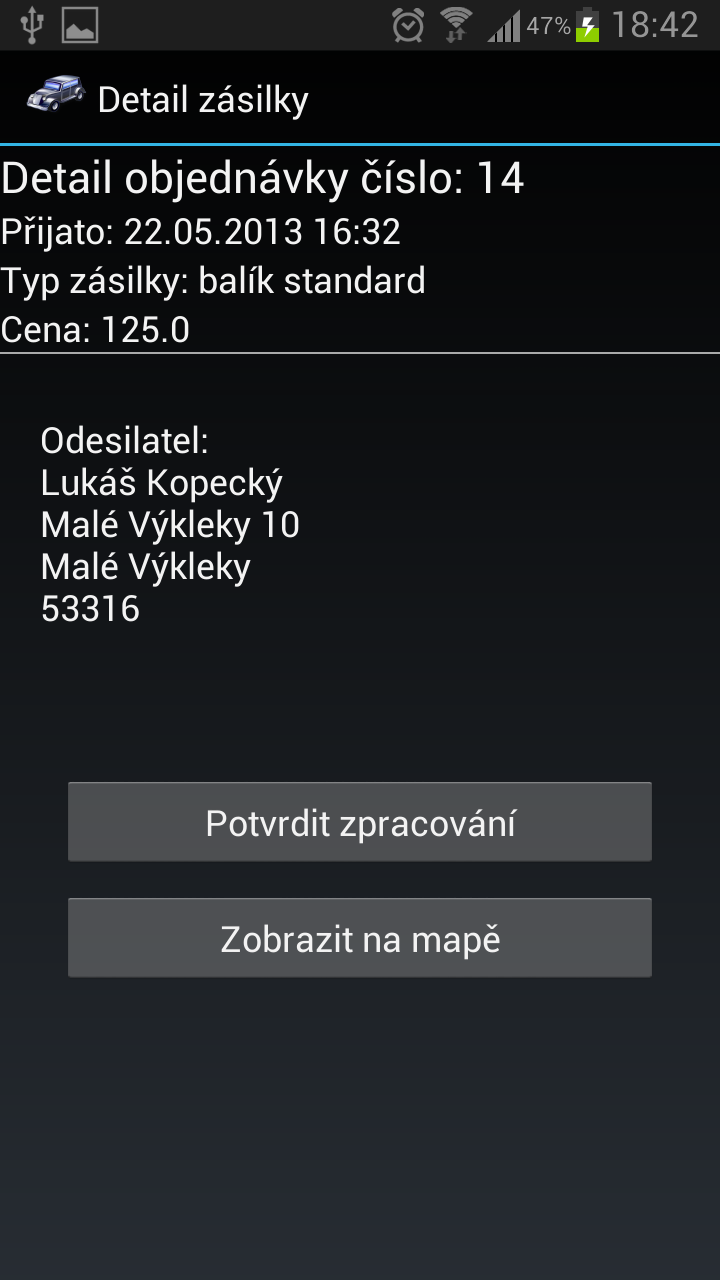 47% 18:42
Detail zásilky
Detail objednávky číslo: 14
Přijato: 22.05.2013 16:32
Typ zásilky: balík standard
Cena: 125.0
Odesilatel:
Lukáš Kopecký
Malé Výkleky 10
Malé Výkleky
53316
Potvrdit zpracování
Zobrazit na mapě